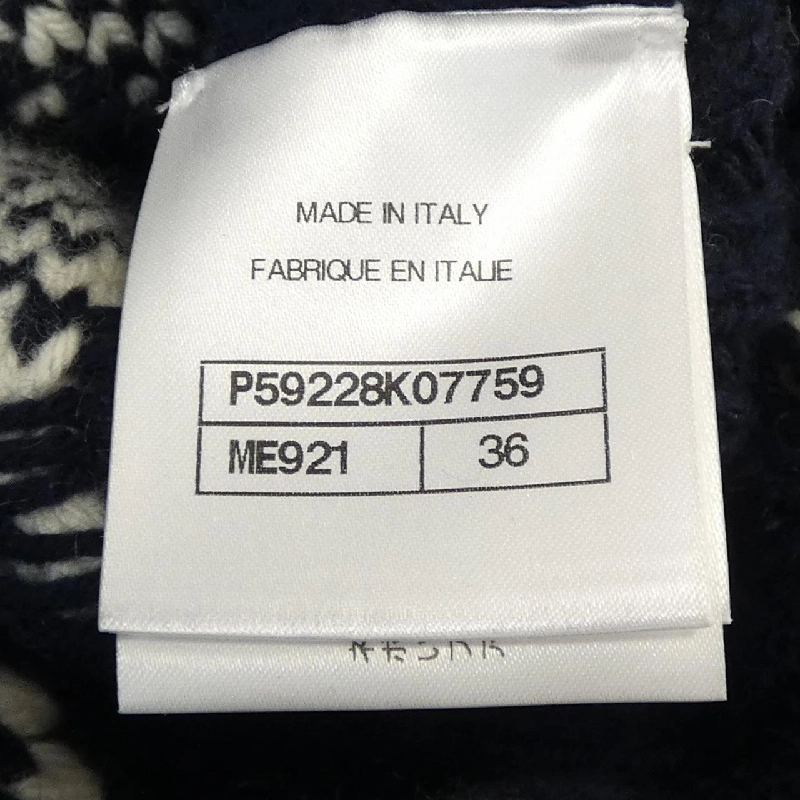 MADE IN ITALY
FABRIQUE EN ITALIE
P59228K07759
ME921 36